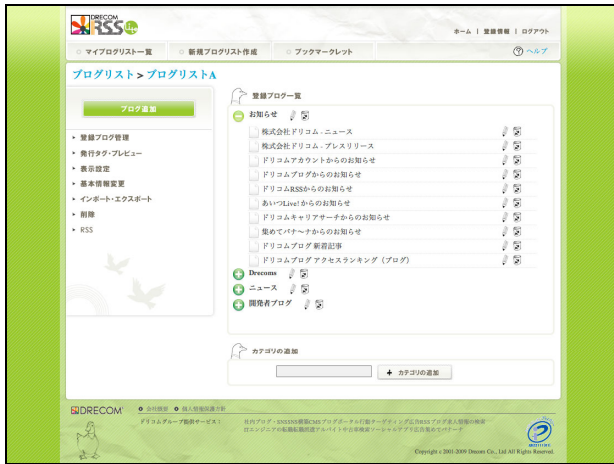 DRECOM
RSS Live
ホーム | 登録情報 | ログアウト
マイブログリスト一覧
新規ブログリスト作成
ブックマークレット
? ヘルプ
ブログリスト > ブログリストA
ブログ追加
登録ブログ管理
発行タグ・プレビュー
表示設定
基本情報変更
インポート・エクスポート
削除
RSS
登録ブログ一覧
お知らせ
株式会社ドリコム - ニュース
株式会社ドリコム - プレスリリース
ドリコムアカウントからのお知らせ
ドリコムブログからのお知らせ
ドリコムRSSからのお知らせ
あいつLive!からのお知らせ
ドリコムキャリアサーチからのお知らせ
集めてバナ〜ナからのお知らせ
ドリコムブログ 新着記事
ドリコムブログ アクセスランキング（ブログ）
Drecoms
ニュース
開発者ブログ
カテゴリの追加
+ カテゴリの追加
DRECOM
会社概要
個人情報保護方針
ドリコムグループ提供サービス：
Copyright c 2001-2009 Drecom Co., Ltd All Rights Reserved.